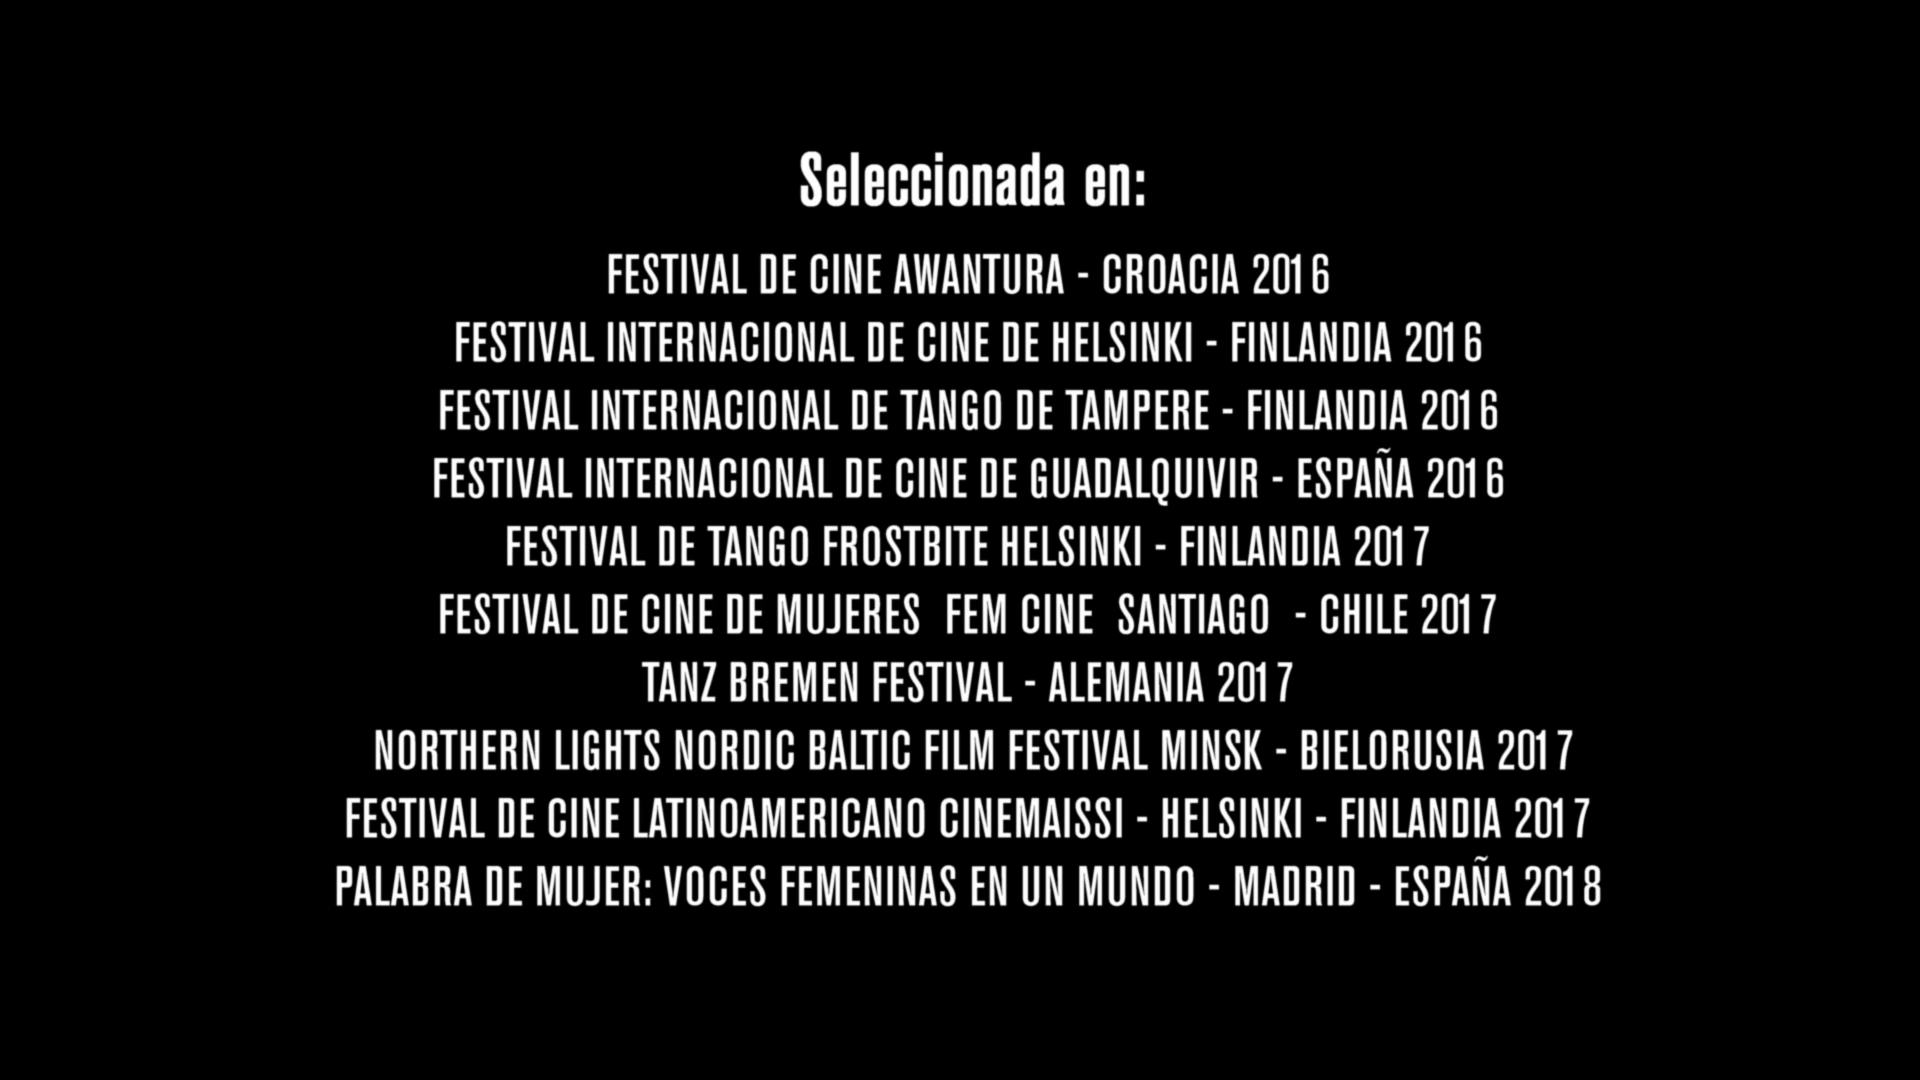 Seleccionada en:
FESTIVAL DE CINE AWANTURA - CROACIA 2016
FESTIVAL INTERNACIONAL DE CINE DE HELSINKI - FINLANDIA 2016
FESTIVAL INTERNACIONAL DE TANGO DE TAMPERE - FINLANDIA 2016
FESTIVAL INTERNACIONAL DE CINE DE GUADALQUIVIR - ESPAÑA 2016
FESTIVAL DE TANGO FROSTBITE HELSINKI - FINLANDIA 2017
FESTIVAL DE CINE DE MUJERES FEM CINE SANTIAGO - CHILE 2017
TANZ BREMEN FESTIVAL - ALEMANIA 2017
NORTHERN LIGHTS NORDIC BALTIC FILM FESTIVAL MINSK - BIELORUSIA 2017
FESTIVAL DE CINE LATINOAMERICANO CINEMAISSI - HELSINKI - FINLANDIA 2017
PALABRA DE MUJER: VOCES FEMENINAS EN UN MUNDO - MADRID - ESPAÑA 2018